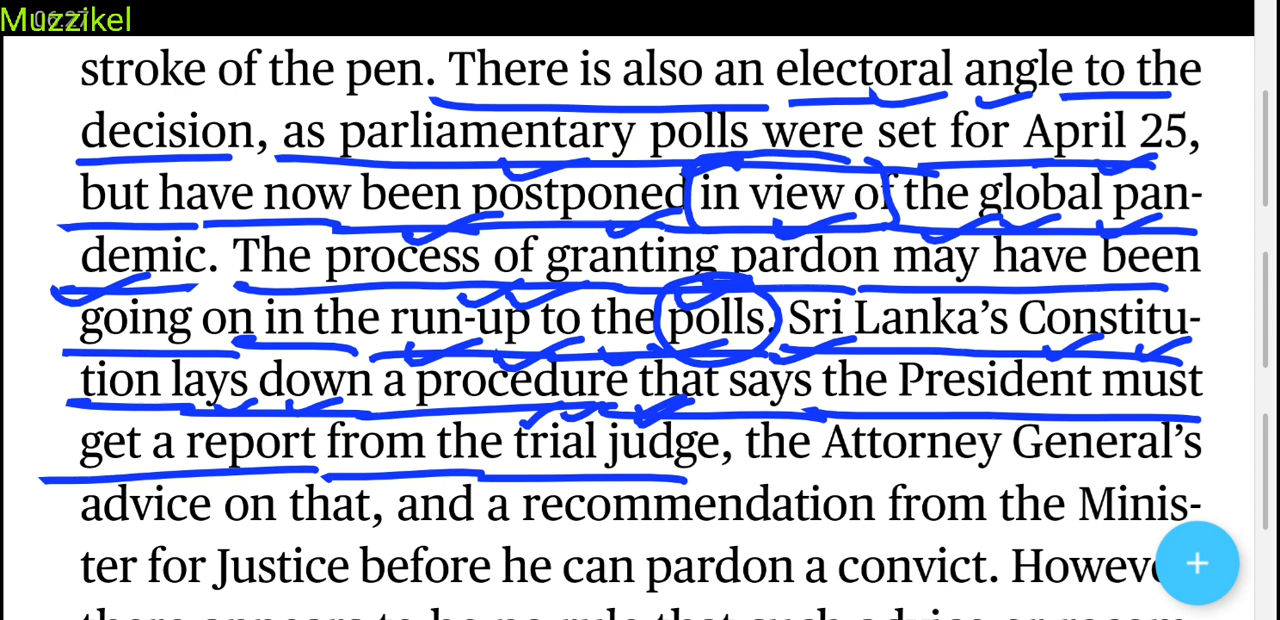 Muzzikel
06:27
stroke of the pen. There is also an electoral angle to the
decision, as parliamentary polls were set for April 25,
but have now been postponed in view of the global pan-
demic. The process of granting pardon may have been
going on in the run-up to the polls. Sri Lanka’s Constitu-
tion lays down a procedure that says the President must
get a report from the trial judge, the Attorney General’s
advice on that, and a recommendation from the Minis-
ter for Justice before he can pardon a convict.